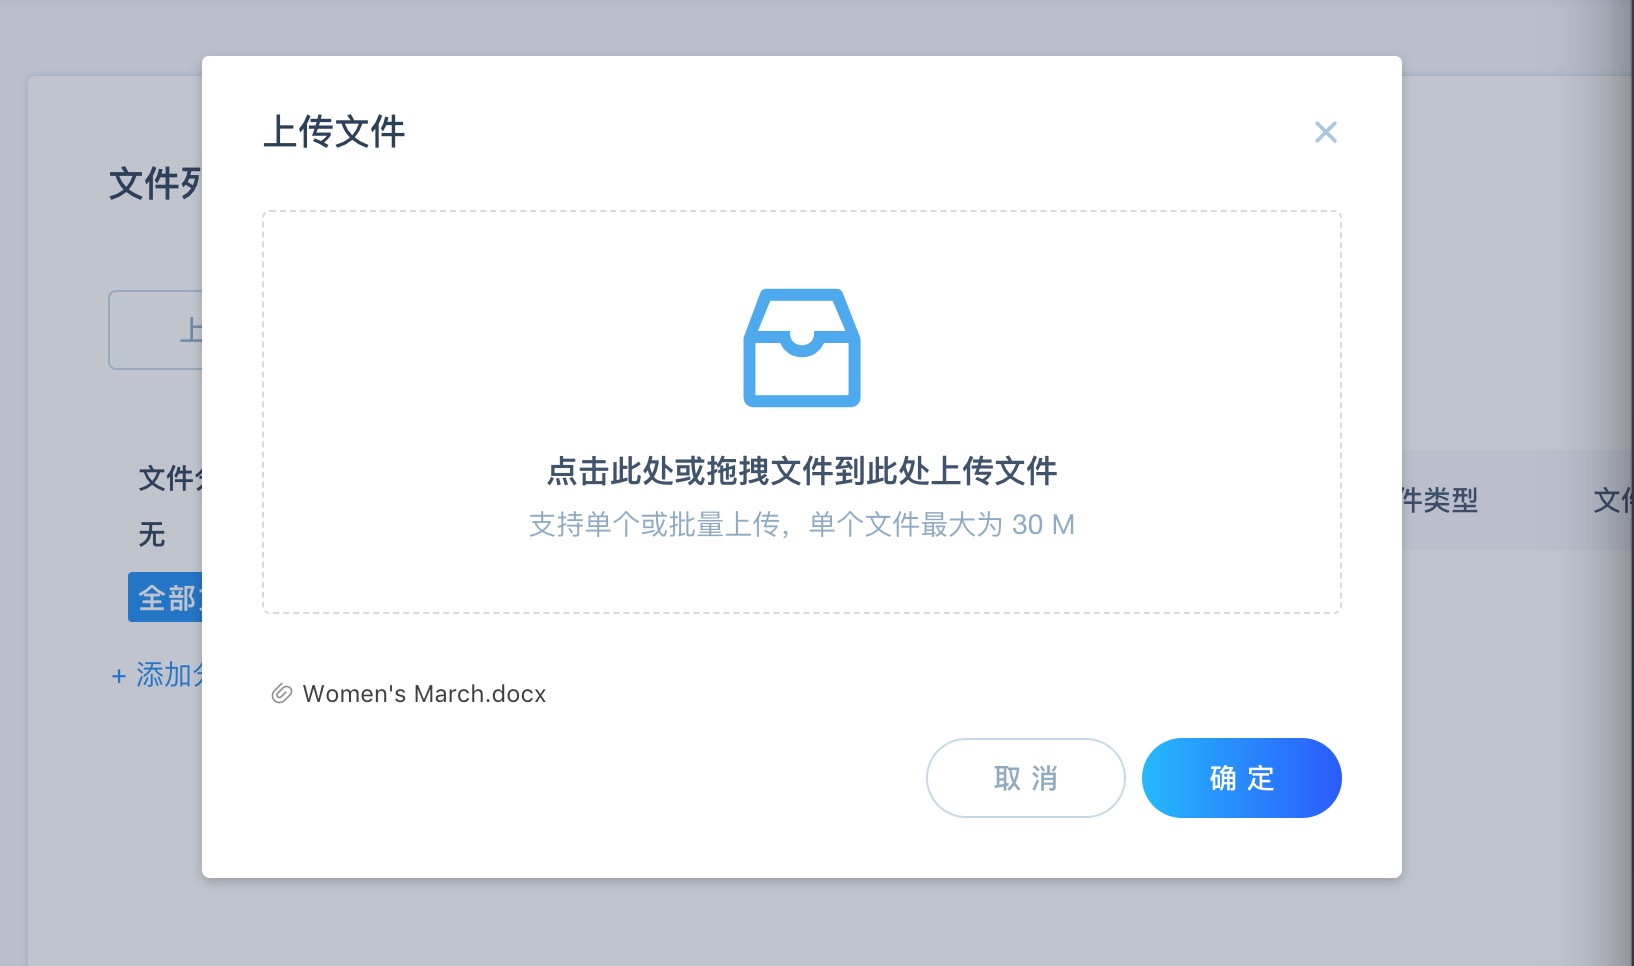 上传文件
文件列
上
点击此处或拖拽文件到此处上传文件
支持单个或批量上传，单个文件最大为 30 M
文件
无
全部
+ 添加
件类型
文件
Women's March.docx
取 消
确 定